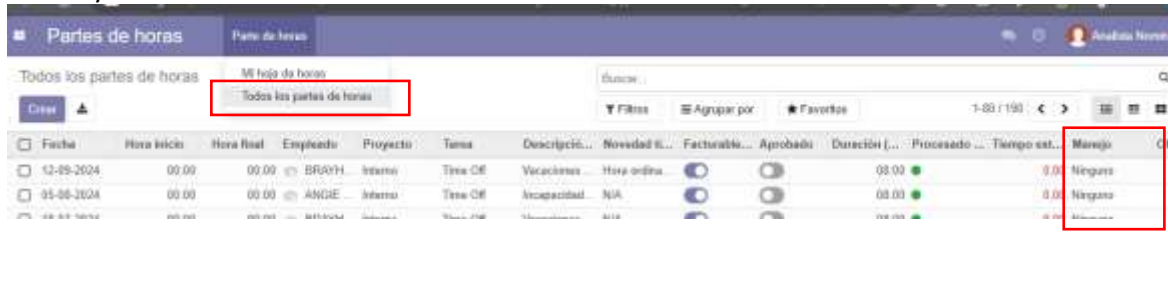 Partes de horas Parte de horas Analista
Todos los partes de horas Mi hoja de horas Buscar...
Todos los partes de horas
Crear Filtros Agrupar por Favoritos 1-80 / 190
Fecha Hora Inicio Hora Final Empleado Proyecto Tarea Descripció... Novedad ti... Facturable... Aprobado Duración (... Procesado ... Tiempo ext... Manejo
12-09-2024 00:00 00:00 BRAYH... Interno Time Off Vacaciones Hora ordina... 08:00 0.00 Ninguno
05-08-2024 00:00 00:00 ANGIE ... Interno Time Off Incapacidad... N/A 08:00 0.00 Ninguno